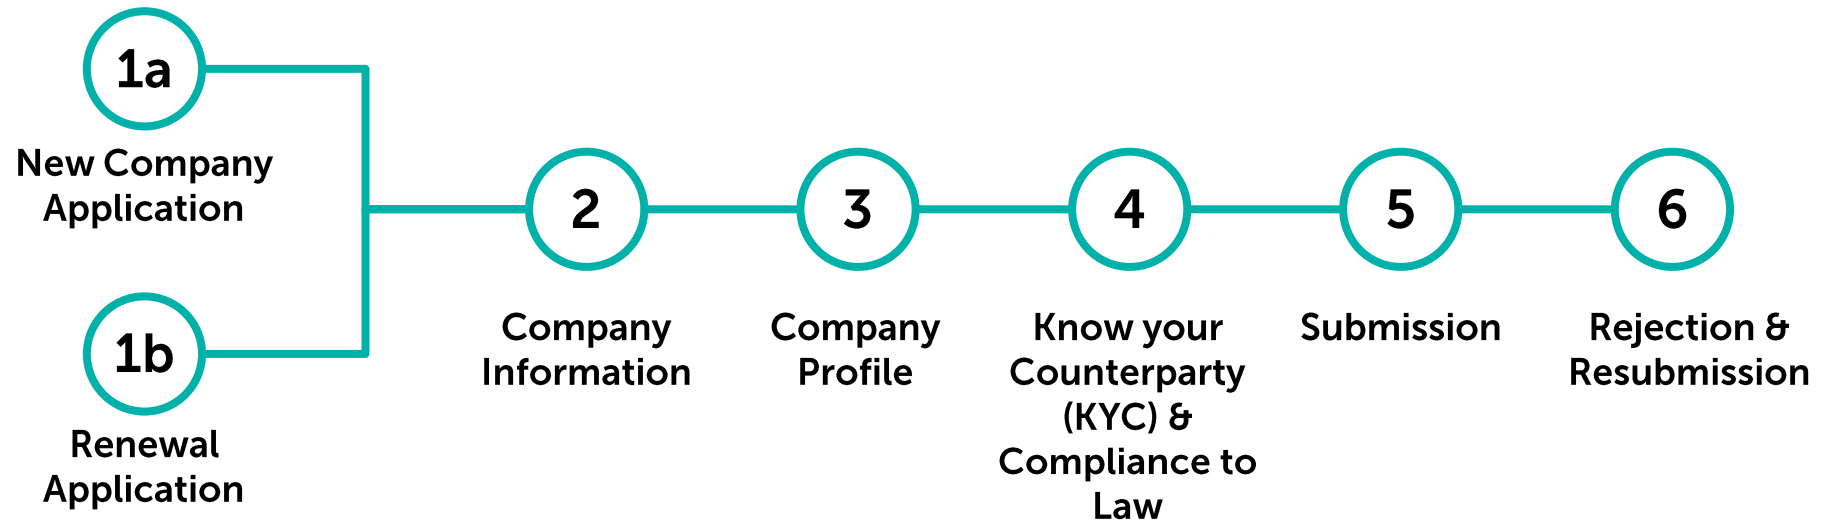 1a
New Company
Application
1b
Renewal
Application
2
Company
Information
3
Company
Profile
4
Know your
Counterparty
(KYC) &
Compliance to
Law
5
Submission
6
Rejection &
Resubmission